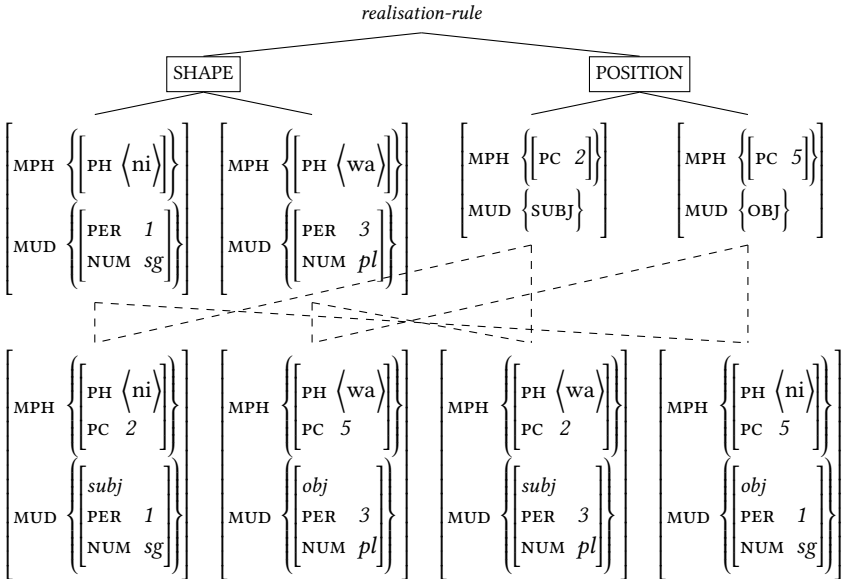 realisation-rule
SHAPE POSITION
MPH {[PH ⟨ni⟩]} MPH {[PH ⟨wa⟩]} MPH {[PC 2]} MPH {[PC 5]}
MUD {SUBJ} MUD {OBJ}
MUD {[PER 1 MUD {[PER 3
NUM sg]} NUM pl]}
MPH {[PH ⟨ni⟩ MPH {[PH ⟨wa⟩ MPH {[PH ⟨wa⟩ MPH {[PH ⟨ni⟩
PC 2]} PC 5]} PC 2]} PC 5]}
MUD {[subj MUD {[obj MUD {[subj MUD {[obj
PER 1 PER 3 PER 3 PER 1
NUM sg]} NUM pl]} NUM pl]} NUM sg]}